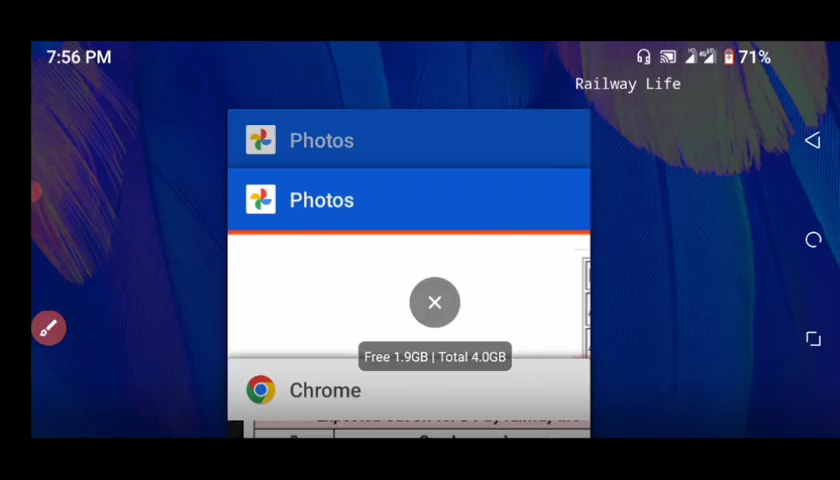 7:56 PM
71%
Railway Life
Photos
Photos
Free 1.9GB | Total 4.0GB
Chrome